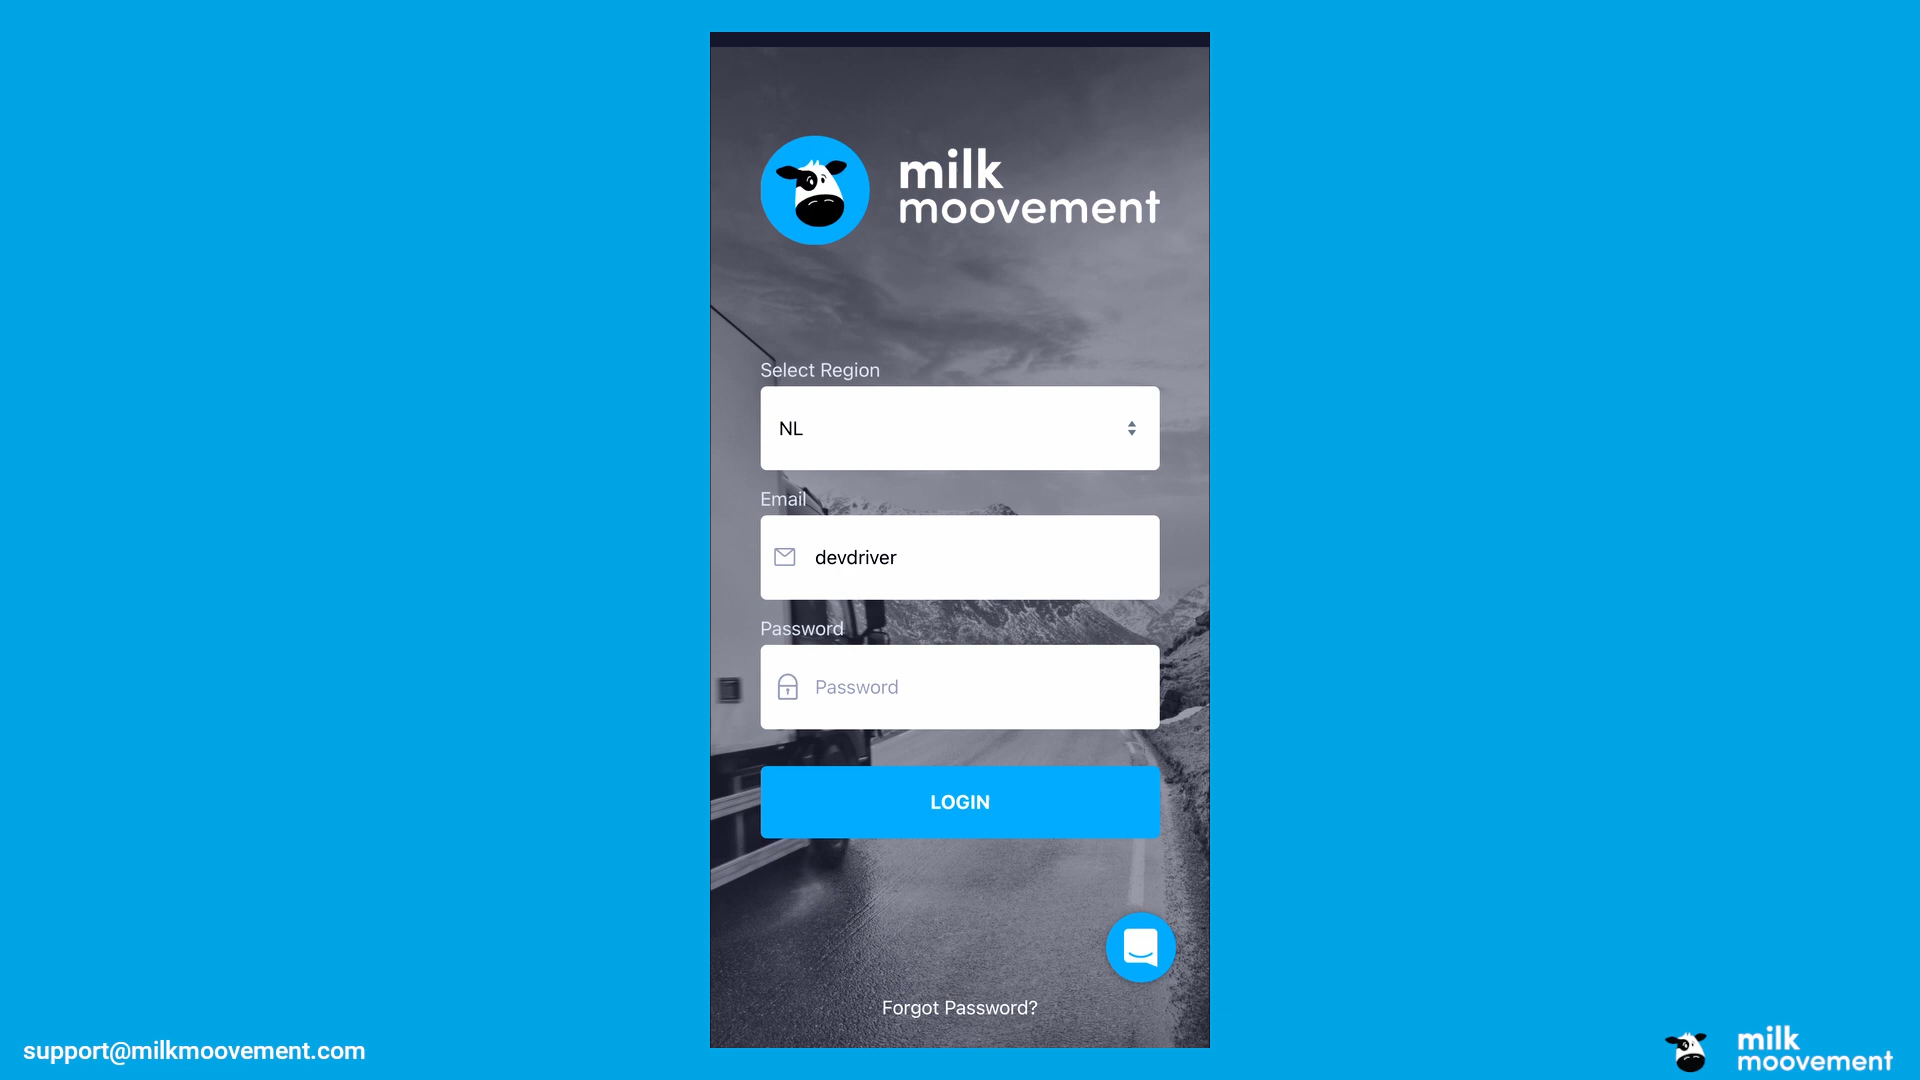 milk
moovement
Select Region
NL
Email
devdriver
Password
Password
LOGIN
Forgot Password?
support@milkmoovement.com
milk
moovement